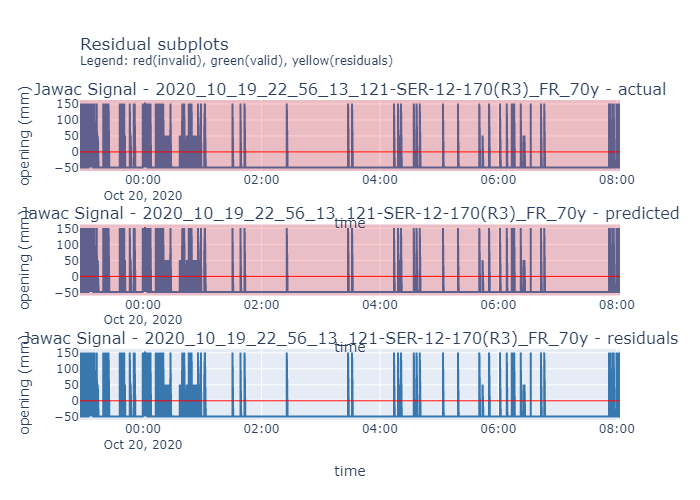 Residual subplots
Legend: red(invalid), green(valid), yellow(residuals)
Jawac Signal - 2020_10_19_22_56_13_121-SER-12-170(R3)_FR_70y - actual
opening (mm)
150
100
50
0
−50
00:00 02:00 04:00 06:00 08:00
Oct 20, 2020
time
Jawac Signal - 2020_10_19_22_56_13_121-SER-12-170(R3)_FR_70y - predicted
opening (mm)
150
100
50
0
−50
00:00 02:00 04:00 06:00 08:00
Oct 20, 2020
time
Jawac Signal - 2020_10_19_22_56_13_121-SER-12-170(R3)_FR_70y - residuals
opening (mm)
150
100
50
0
−50
00:00 02:00 04:00 06:00 08:00
Oct 20, 2020
time